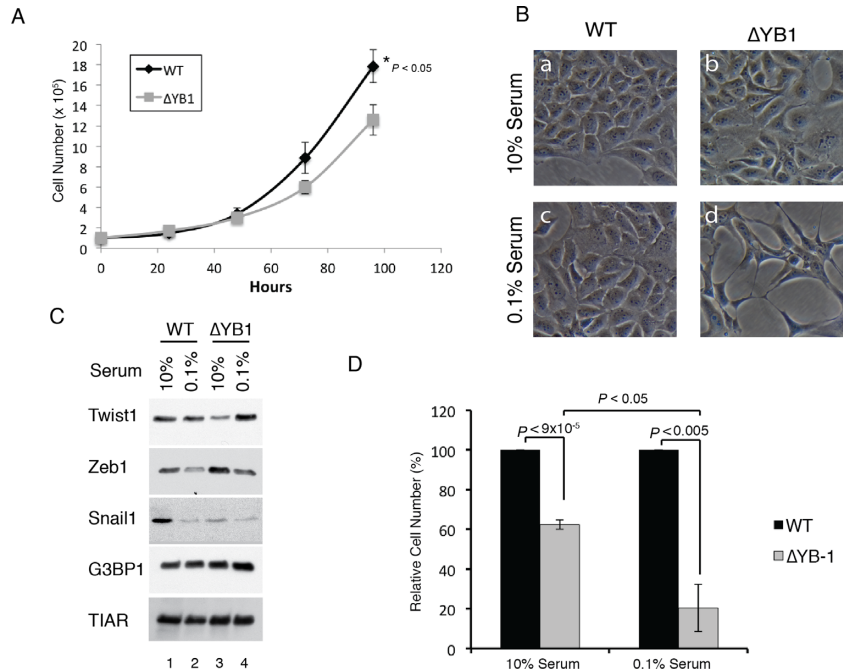 A
20
18
16
14
12
10
8
6
4
2
0
Cell Number (x 10⁵)
WT
ΔYB1
* P < 0.05
0 20 40 60 80 100 120
Hours
B
WT ΔYB1
10% Serum
0.1% Serum
a
b
c
d
C
WT ΔYB1
Serum 10% 0.1% 10% 0.1%
Twist1
Zeb1
Snail1
G3BP1
TIAR
1 2 3 4
D
P < 0.05
P < 9x10⁻⁵
P < 0.005
120
100
80
60
40
20
0
Relative Cell Number (%)
WT
ΔYB-1
10% Serum 0.1% Serum